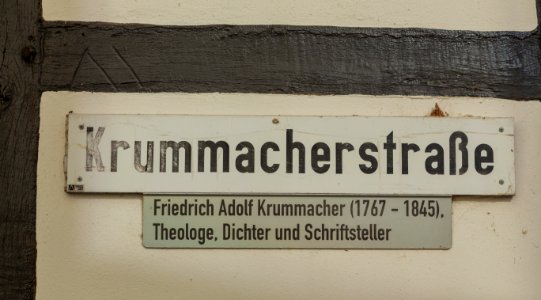 Krummacherstraße
Friedrich Adolf Krummacher (1767 – 1845),
Theologe, Dichter und Schriftsteller